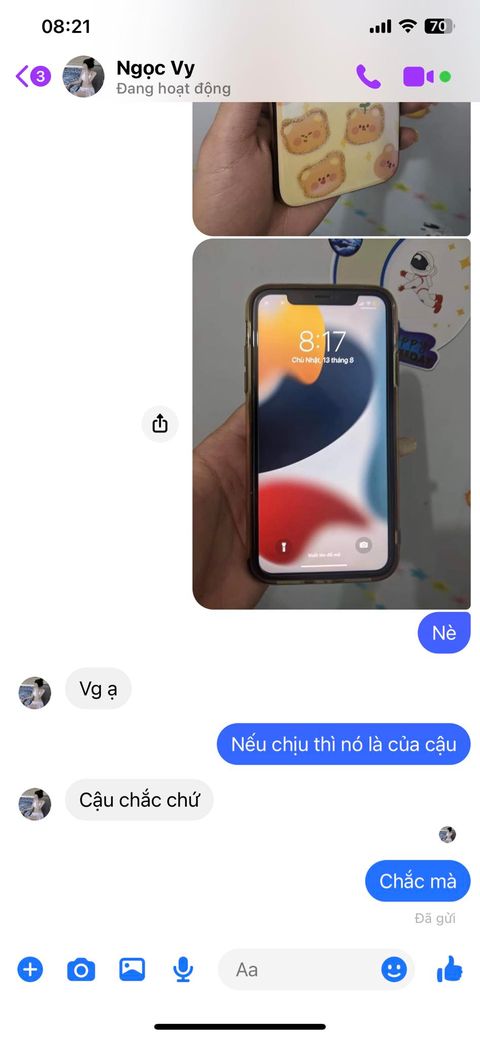 08:21
70
3
Ngọc Vy
Đang hoạt động
8:17
Chủ Nhật, 13 tháng 8
Nè
Vg ạ
Nếu chịu thì nó là của cậu
Cậu chắc chứ
Chắc mà
Đã gửi
Aa